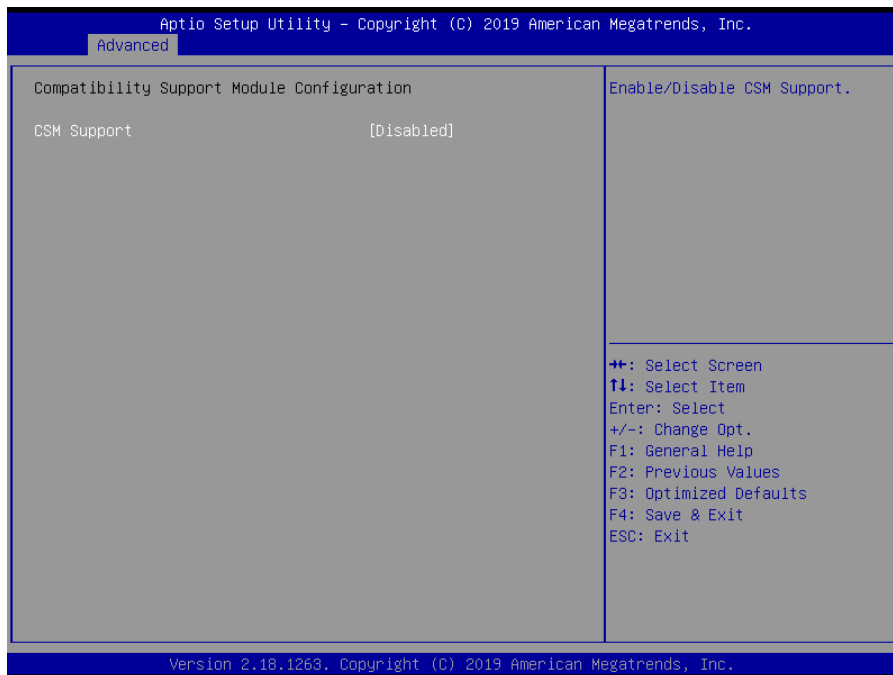 Aptio Setup Utility – Copyright (C) 2019 American Megatrends, Inc.
Advanced
Compatibility Support Module Configuration
CSM Support [Disabled]
Enable/Disable CSM Support.
→←: Select Screen
↑↓: Select Item
Enter: Select
+/-: Change Opt.
F1: General Help
F2: Previous Values
F3: Optimized Defaults
F4: Save & Exit
ESC: Exit
Version 2.18.1263. Copyright (C) 2019 American Megatrends, Inc.